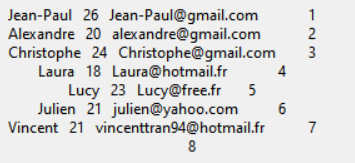 Jean-Paul 26 Jean-Paul@gmail.com 1
Alexandre 20 alexandre@gmail.com 2
Christophe 24 Christophe@gmail.com 3
Laura 18 Laura@hotmail.fr 4
Lucy 23 Lucy@free.fr 5
Julien 21 julien@yahoo.com 6
Vincent 21 vincenttran94@hotmail.fr 7
8